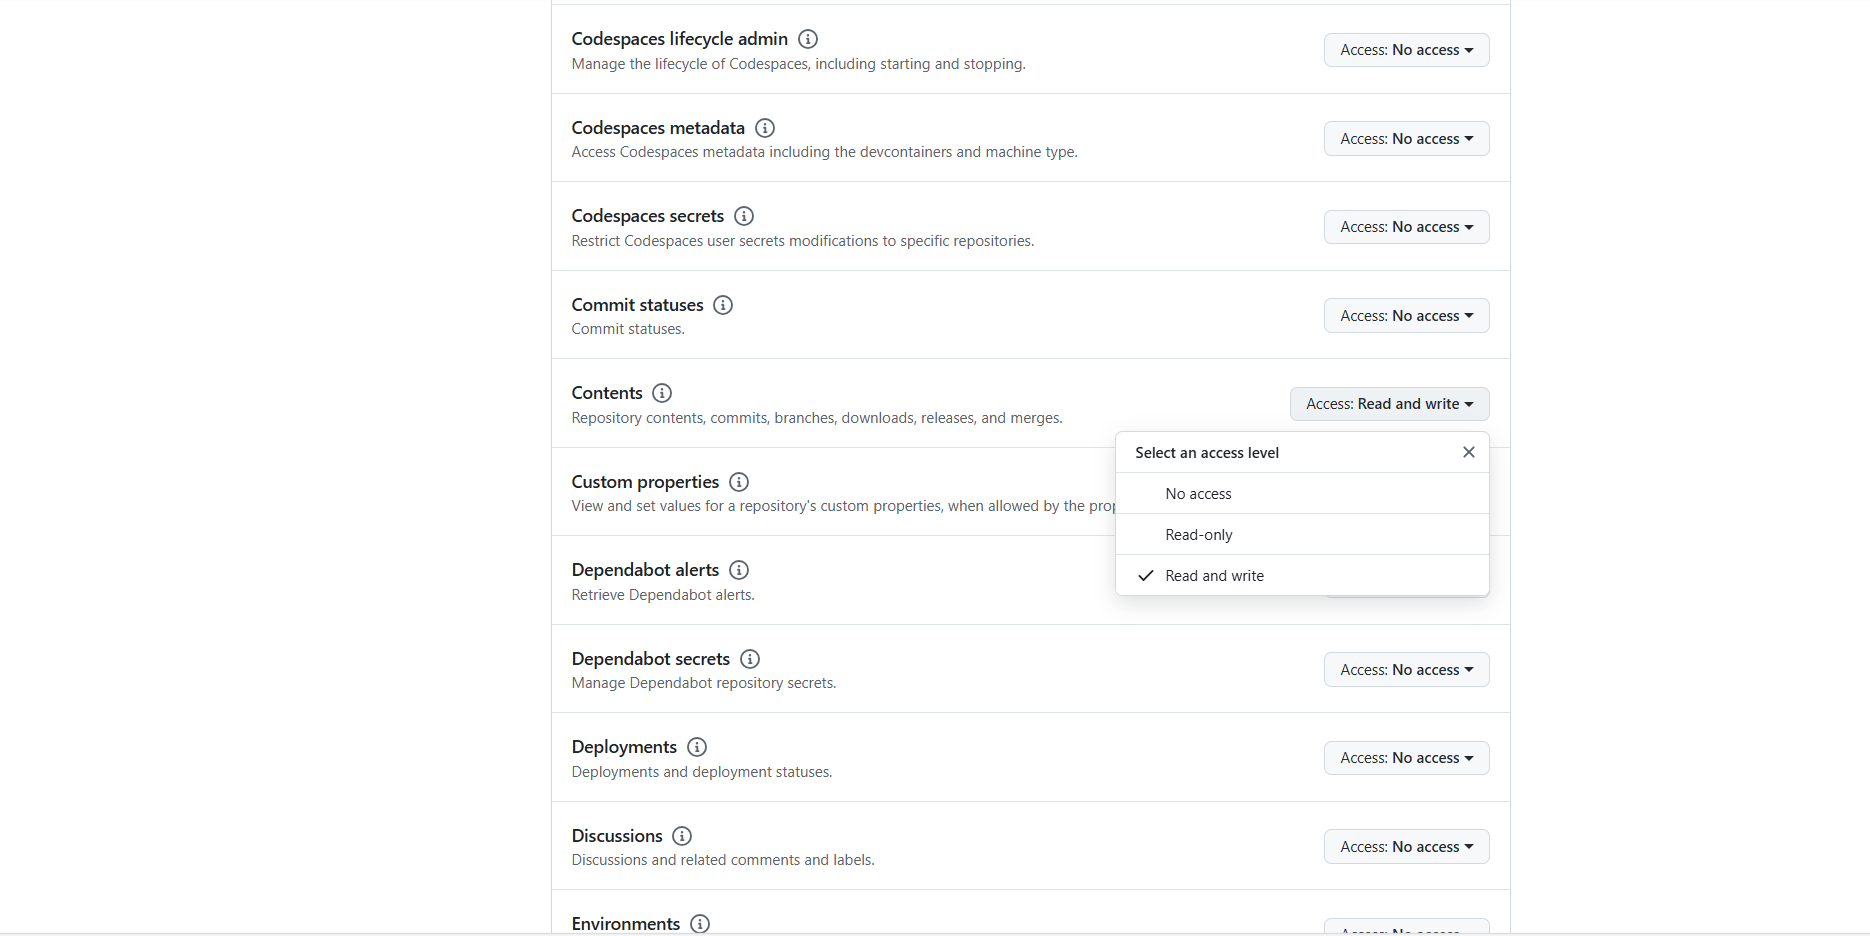 Codespaces lifecycle admin
Manage the lifecycle of Codespaces, including starting and stopping.
Access: No access
Codespaces metadata
Access Codespaces metadata including the devcontainers and machine type.
Access: No access
Codespaces secrets
Restrict Codespaces user secrets modifications to specific repositories.
Access: No access
Commit statuses
Commit statuses.
Access: No access
Contents
Repository contents, commits, branches, downloads, releases, and merges.
Access: Read and write
Select an access level
No access
Read-only
Read and write
Custom properties
View and set values for a repository's custom properties, when allowed by the
Dependabot alerts
Retrieve Dependabot alerts.
Dependabot secrets
Manage Dependabot repository secrets.
Access: No access
Deployments
Deployments and deployment statuses.
Access: No access
Discussions
Discussions and related comments and labels.
Access: No access
Environments
Access: No access